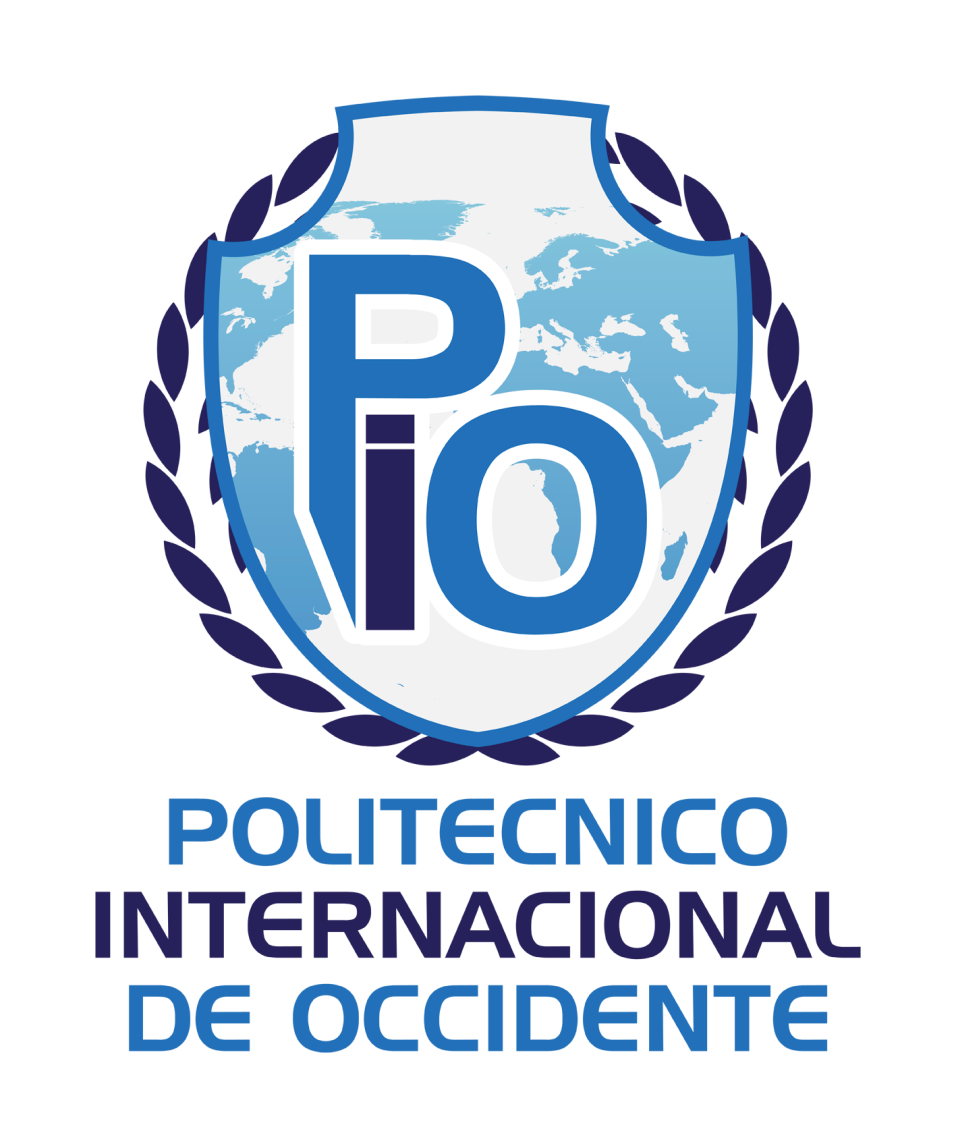 PiO
POLITECNICO
INTERNACIONAL
DE OCCIDENTE